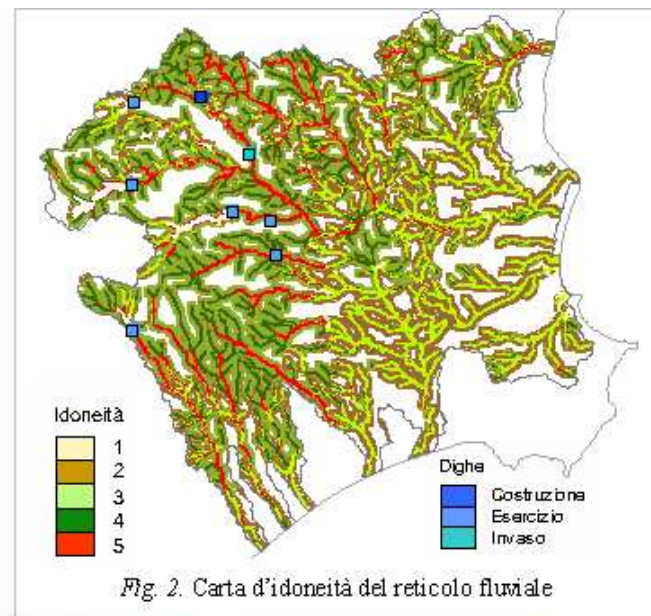 Idoneità
1
2
3
4
5
Dighe
Costruzione
Esercizio
Invaso
Fig. 2. Carta d'idoneità del reticolo fluviale